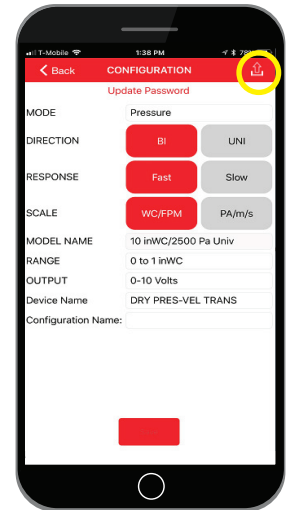 T-Mobile 1:38 PM
Back CONFIGURATION
Update Password
MODE Pressure
DIRECTION BI UNI
RESPONSE Fast Slow
SCALE WC/FPM PA/m/s
MODEL NAME 10 inWC/2500 Pa Univ
RANGE 0 to 1 inWC
OUTPUT 0-10 Volts
Device Name DRY PRES-VEL TRANS
Configuration Name: